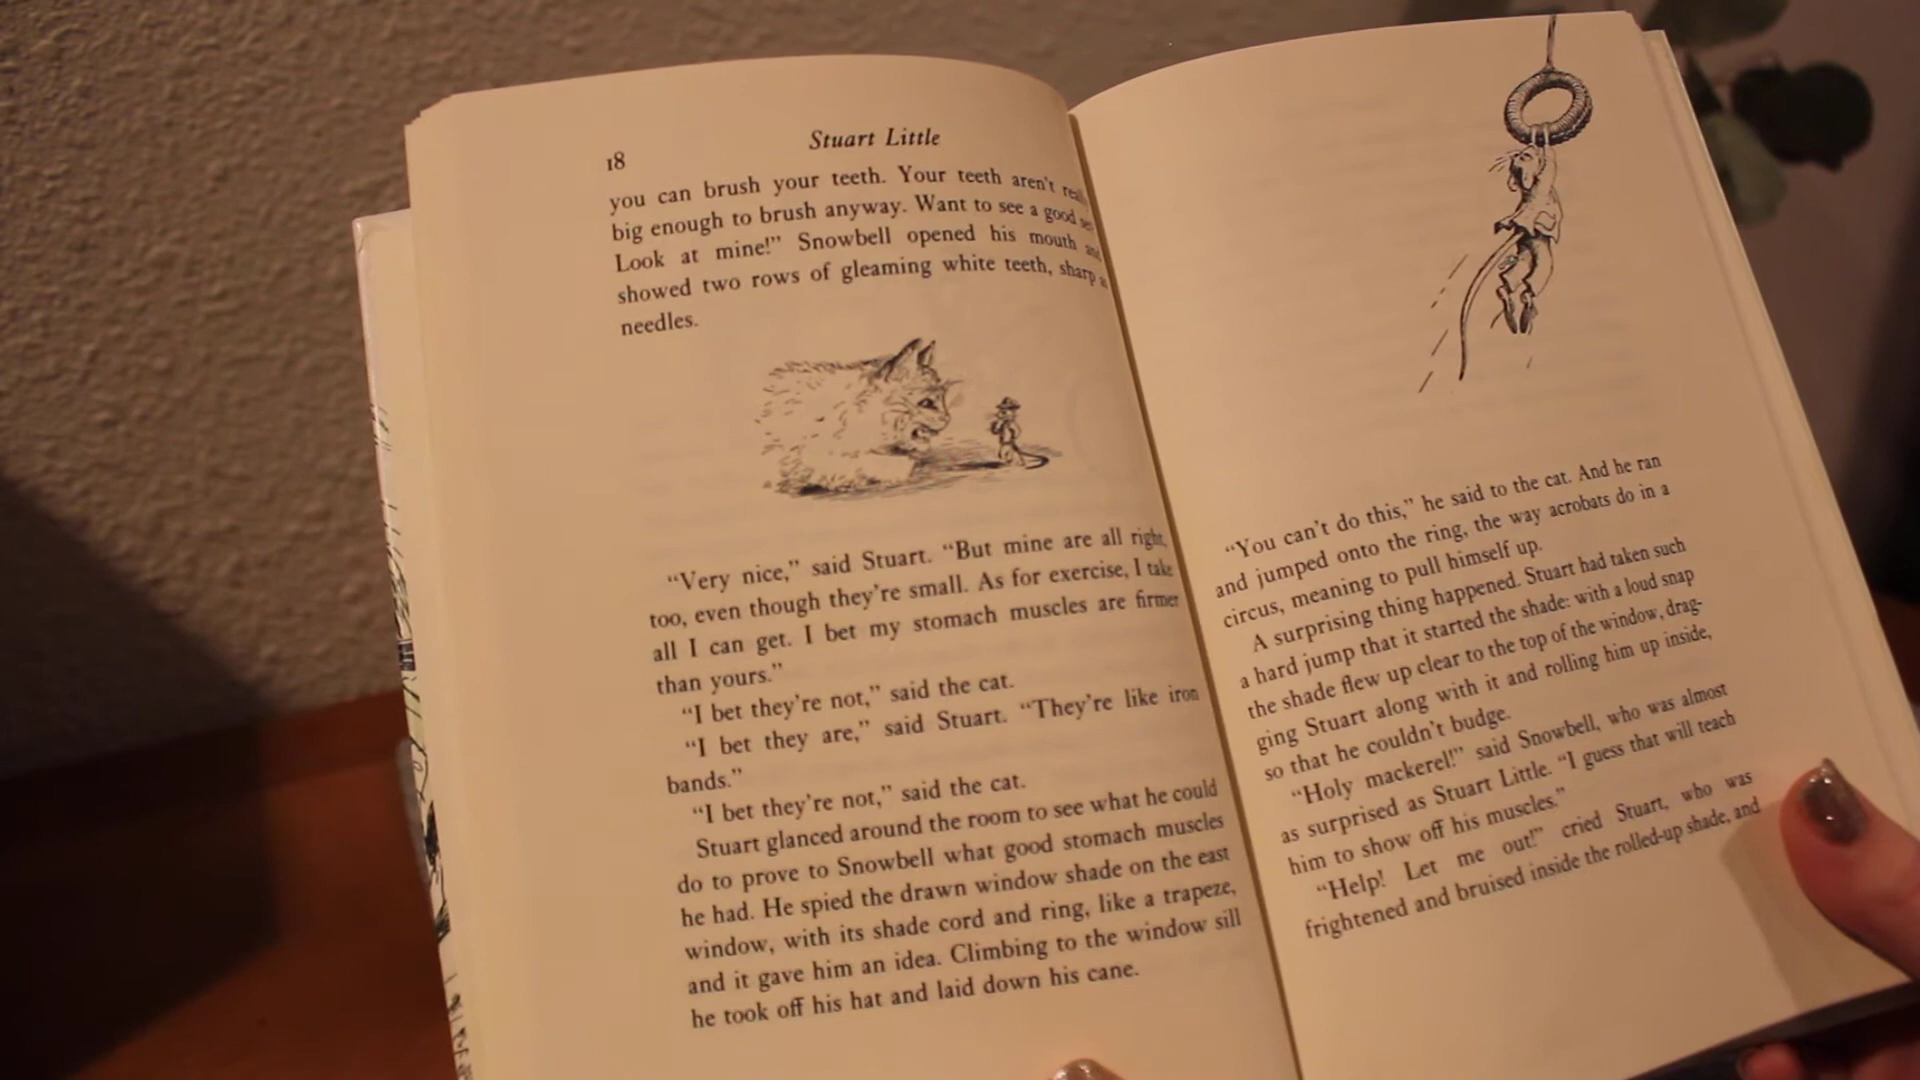 18
Stuart Little
you can brush your teeth. Your teeth aren't
big enough to brush anyway. Want to see a good
Look at mine!” Snowbell opened his mouth and
showed two rows of gleaming white teeth, sharp
needles.
“Very nice,” said Stuart. “But mine are all right,
too, even though they're small. As for exercise, I take
all I can get. I bet my stomach muscles are firmer
than yours.”
“I bet they're not,” said the cat.
“I bet they are,” said Stuart. “They're like iron
bands.”
“I bet they're not,” said the cat.
Stuart glanced around the room to see what he could
do to prove to Snowbell what good stomach muscles
he had. He spied the drawn window shade on the east
window, with its shade cord and ring, like a trapeze,
and it gave him an idea. Climbing to the window sill
he took off his hat and laid down his cane.
“You can't do this,” he said to the cat. And he ran
and jumped onto the ring, the way acrobats do in a
circus, meaning to pull himself up.
A surprising thing happened. Stuart had taken such
a hard jump that it started the shade: with a loud snap
the shade flew up clear to the top of the window, drag-
ging Stuart along with it and rolling him up inside,
so that he couldn't budge.
“Holy mackerel!” said Snowbell, who was almost
as surprised as Stuart Little. “I guess that will teach
him to show off his muscles.”
“Help! Let me out!” cried Stuart, who was
frightened and bruised inside the rolled-up shade, and